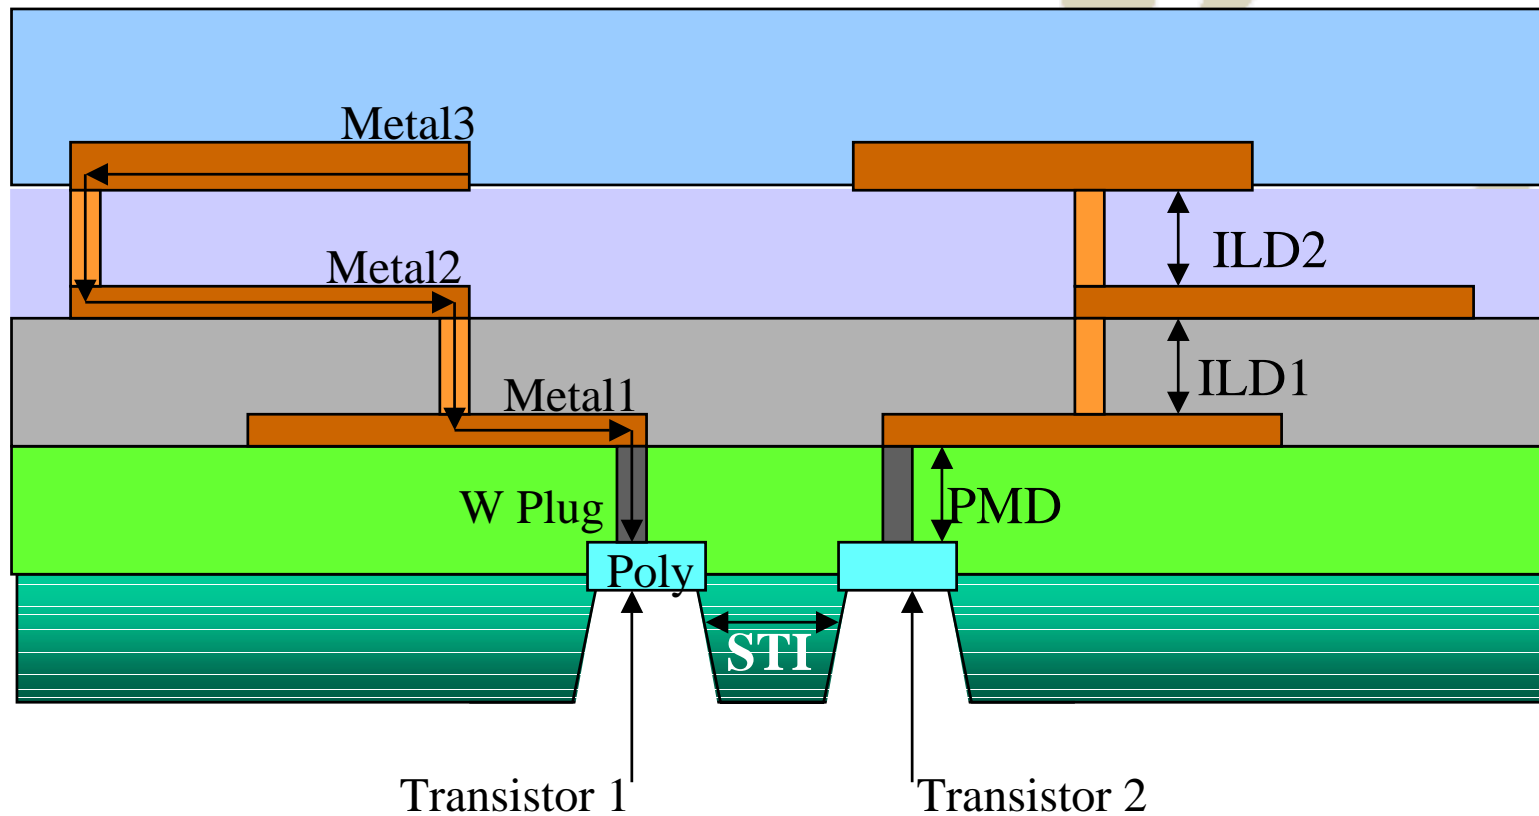 Metal3
ILD2
Metal2
ILD1
Metal1
W Plug
PMD
Poly
STI
Transistor 1
Transistor 2